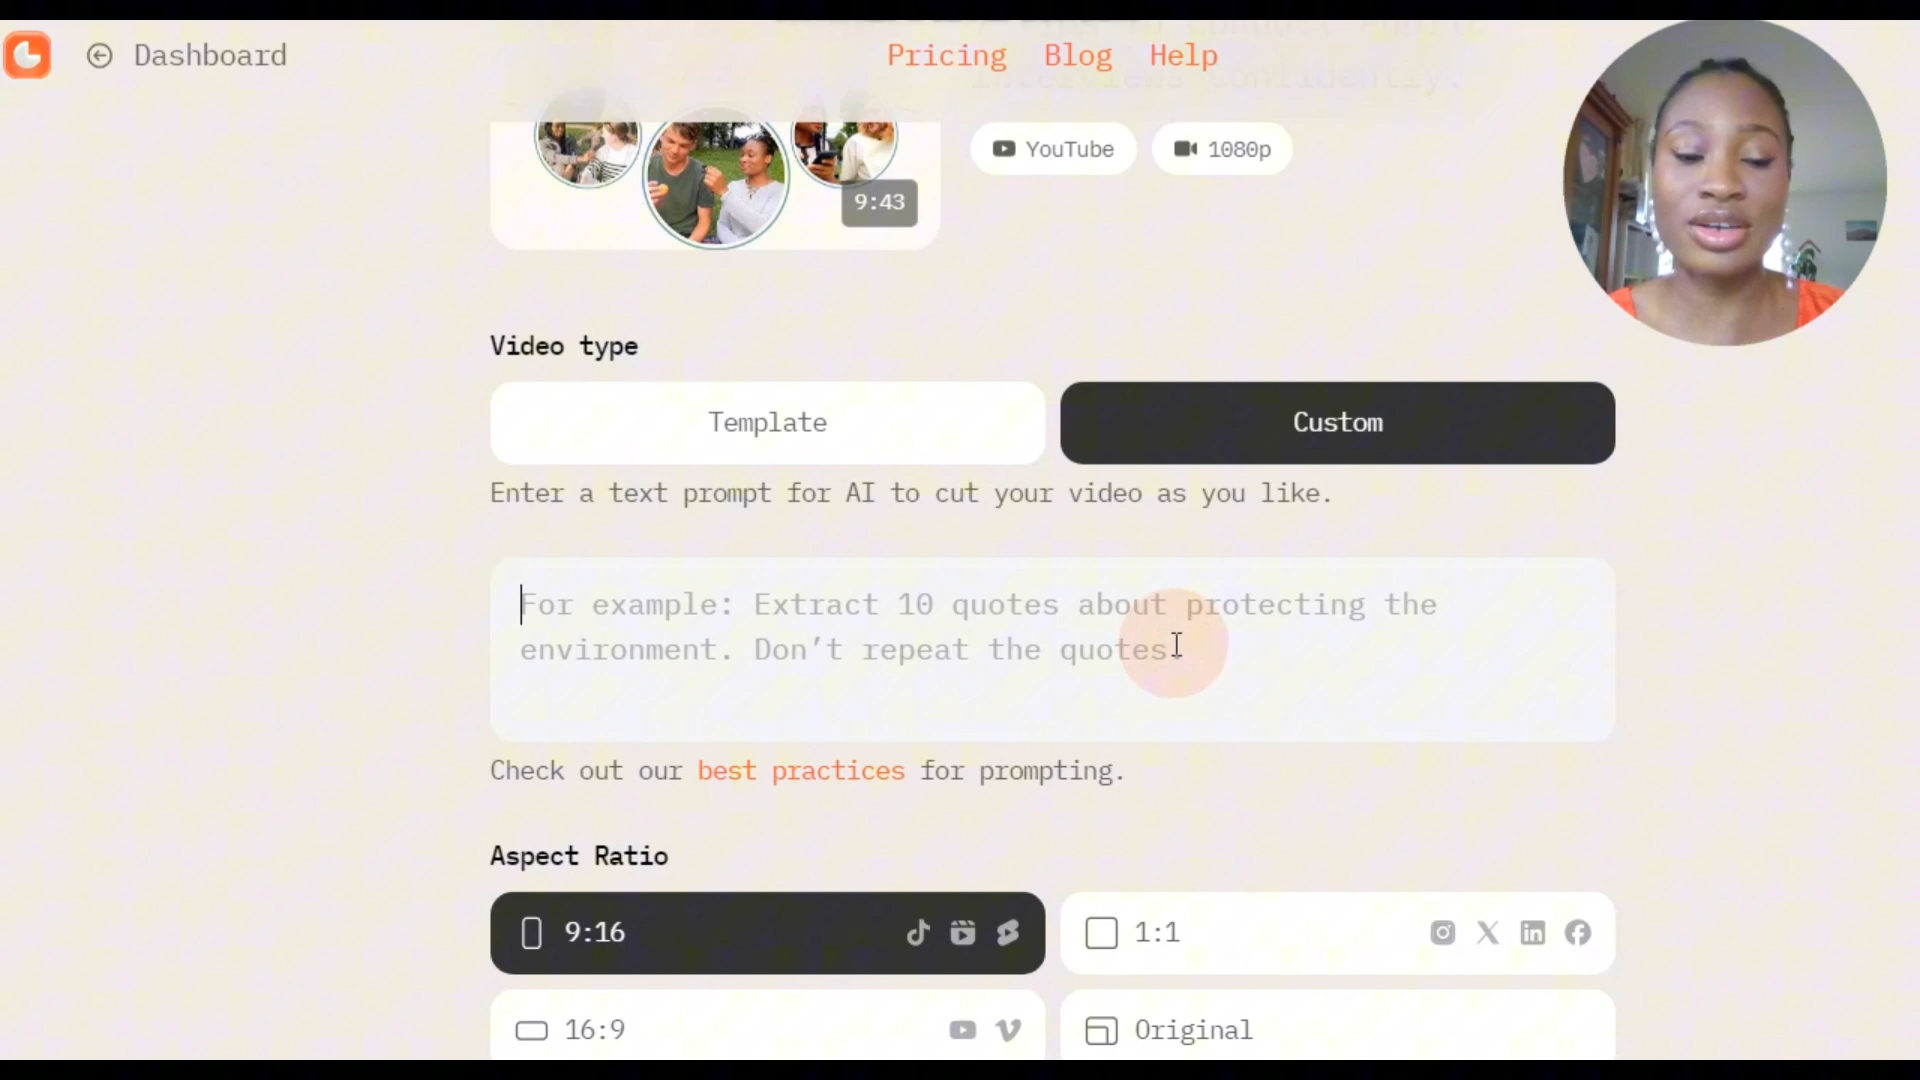 Dashboard
Pricing Blog Help
Interviews Confidently.
YouTube
1080p
9:43
Video type
Template
Custom
Enter a text prompt for AI to cut your video as you like.
For example: Extract 10 quotes about protecting the
environment. Don’t repeat the quotes.
Check out our best practices for prompting.
Aspect Ratio
9:16
1:1
16:9
Original